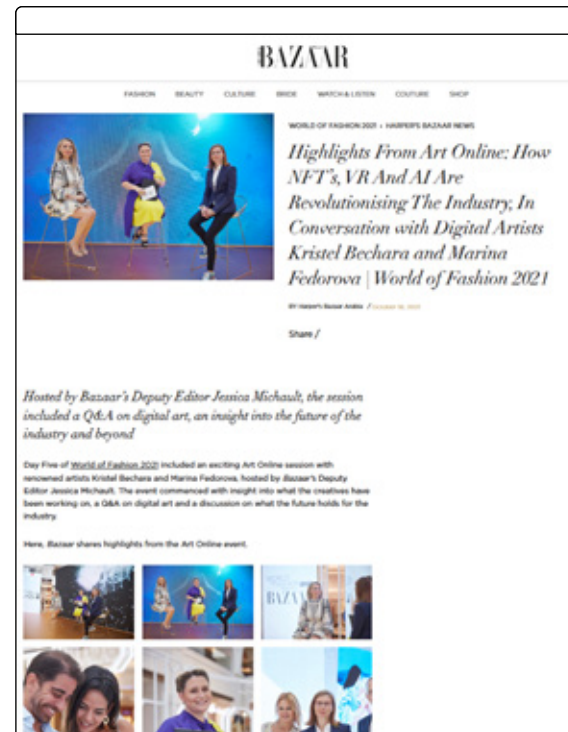 BAZAAR
FASHION BEAUTY CULTURE BRIDE WATCH & LISTEN COUTURE SHOP
WORLD OF FASHION 2021 • HARPER'S BAZAAR NEWS
Highlights From Art Online: How
NFT's, VR And AI Are
Revolutionising The Industry, In
Conversation with Digital Artists
Kristel Bechara and Marina
Fedorova | World of Fashion 2021
BY Harper's Bazaar Arabia / October 2021
Share /
Hosted by Bazaar's Deputy Editor Jessica Michault, the session
included a Q&A on digital art, an insight into the future of the
industry and beyond
Day Five of World of Fashion 2021 included an exciting Art Online session with
renowned artists Kristel Bechara and Marina Fedorova, hosted by Bazaar's Deputy
Editor Jessica Michault. The event commenced with insight into what the creatives have
been working on, a Q&A on digital art and a discussion on what the future holds for the
industry.
Here, Bazaar shares highlights from the Art Online event.
BAZAAR